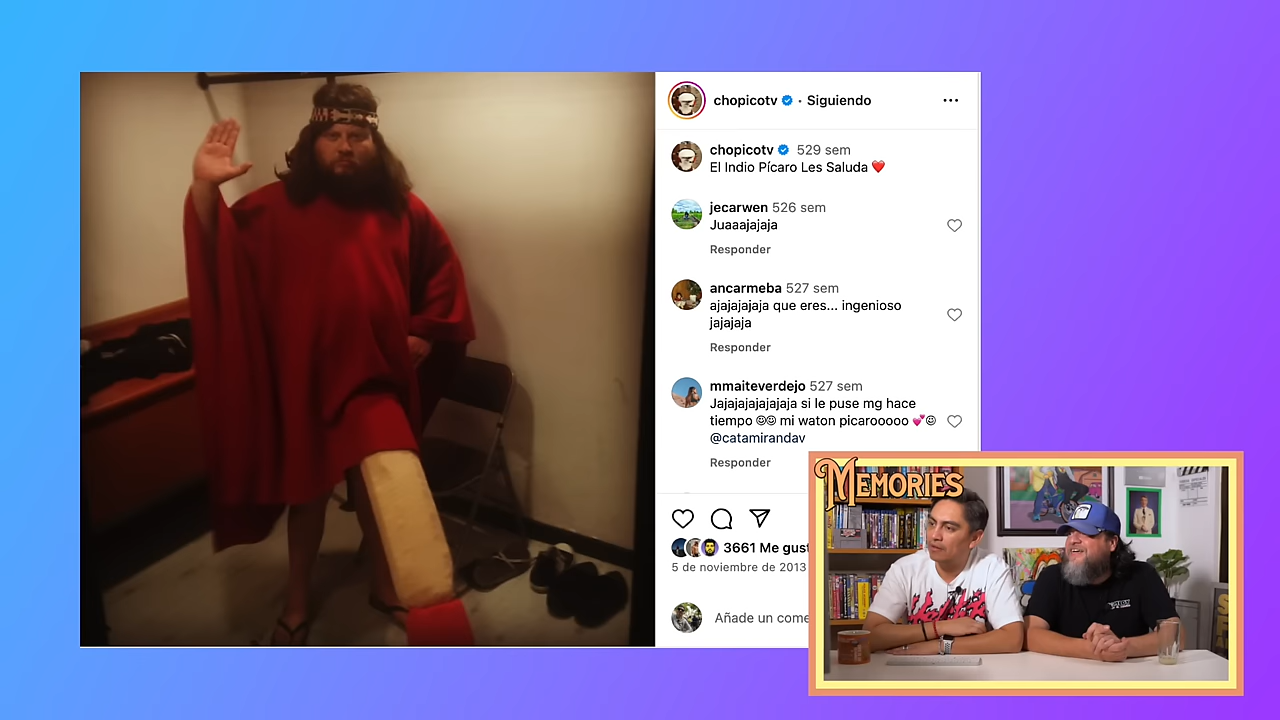 chopicotv • Siguiendo
chopicotv 529 sem
El Indio Pícaro Les Saluda ❤️
jecarwen 526 sem
Juaaajajaja
Responder
ancarmeba 527 sem
ajajajajaja que eres... ingenioso
jajajaja
Responder
mmaiteverdejo 527 sem
Jajajajajajajaja si le puse mg hace
tiempo 😆😆 mi waton picarooooo 💕😆
@catamirandav
Responder
3661 Me gust
5 de noviembre de 2013
Añade un come
MEMORIES